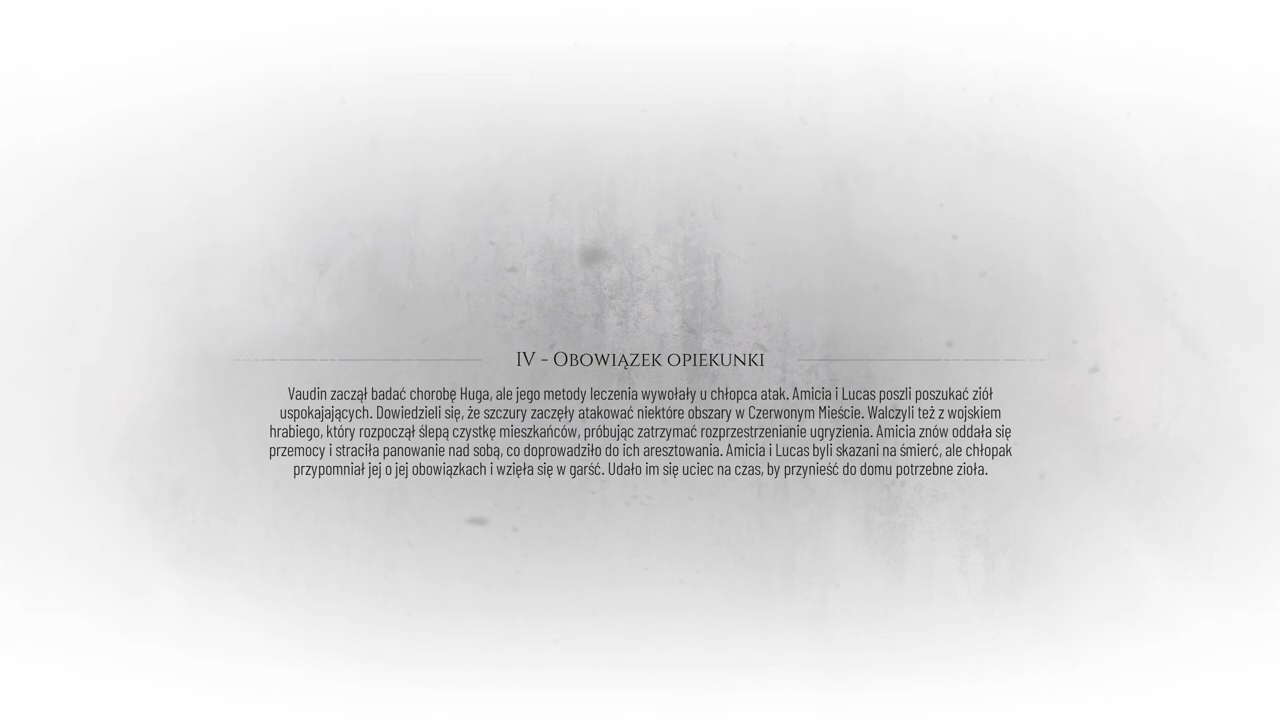 IV - Obowiązek opiekunki
Vaudin zaczął badać chorobę Huga, ale jego metody leczenia wywołały u chłopca atak. Amicia i Lucas poszli poszukać ziół
uspokajających. Dowiedzieli się, że szczury zaczęły atakować niektóre obszary w Czerwonym Mieście. Walczyli też z wojskiem
hrabiego, który rozpoczął ślepą czystkę mieszkańców, próbując zatrzymać rozprzestrzenianie ugryzienia. Amicia znów oddała się
przemocy i straciła panowanie nad sobą, co doprowadziło do ich aresztowania. Amicia i Lucas byli skazani na śmierć, ale chłopak
przypomniał jej o jej obowiązkach i wzięła się w garść. Udało im się uciec na czas, by przynieść do domu potrzebne zioła.